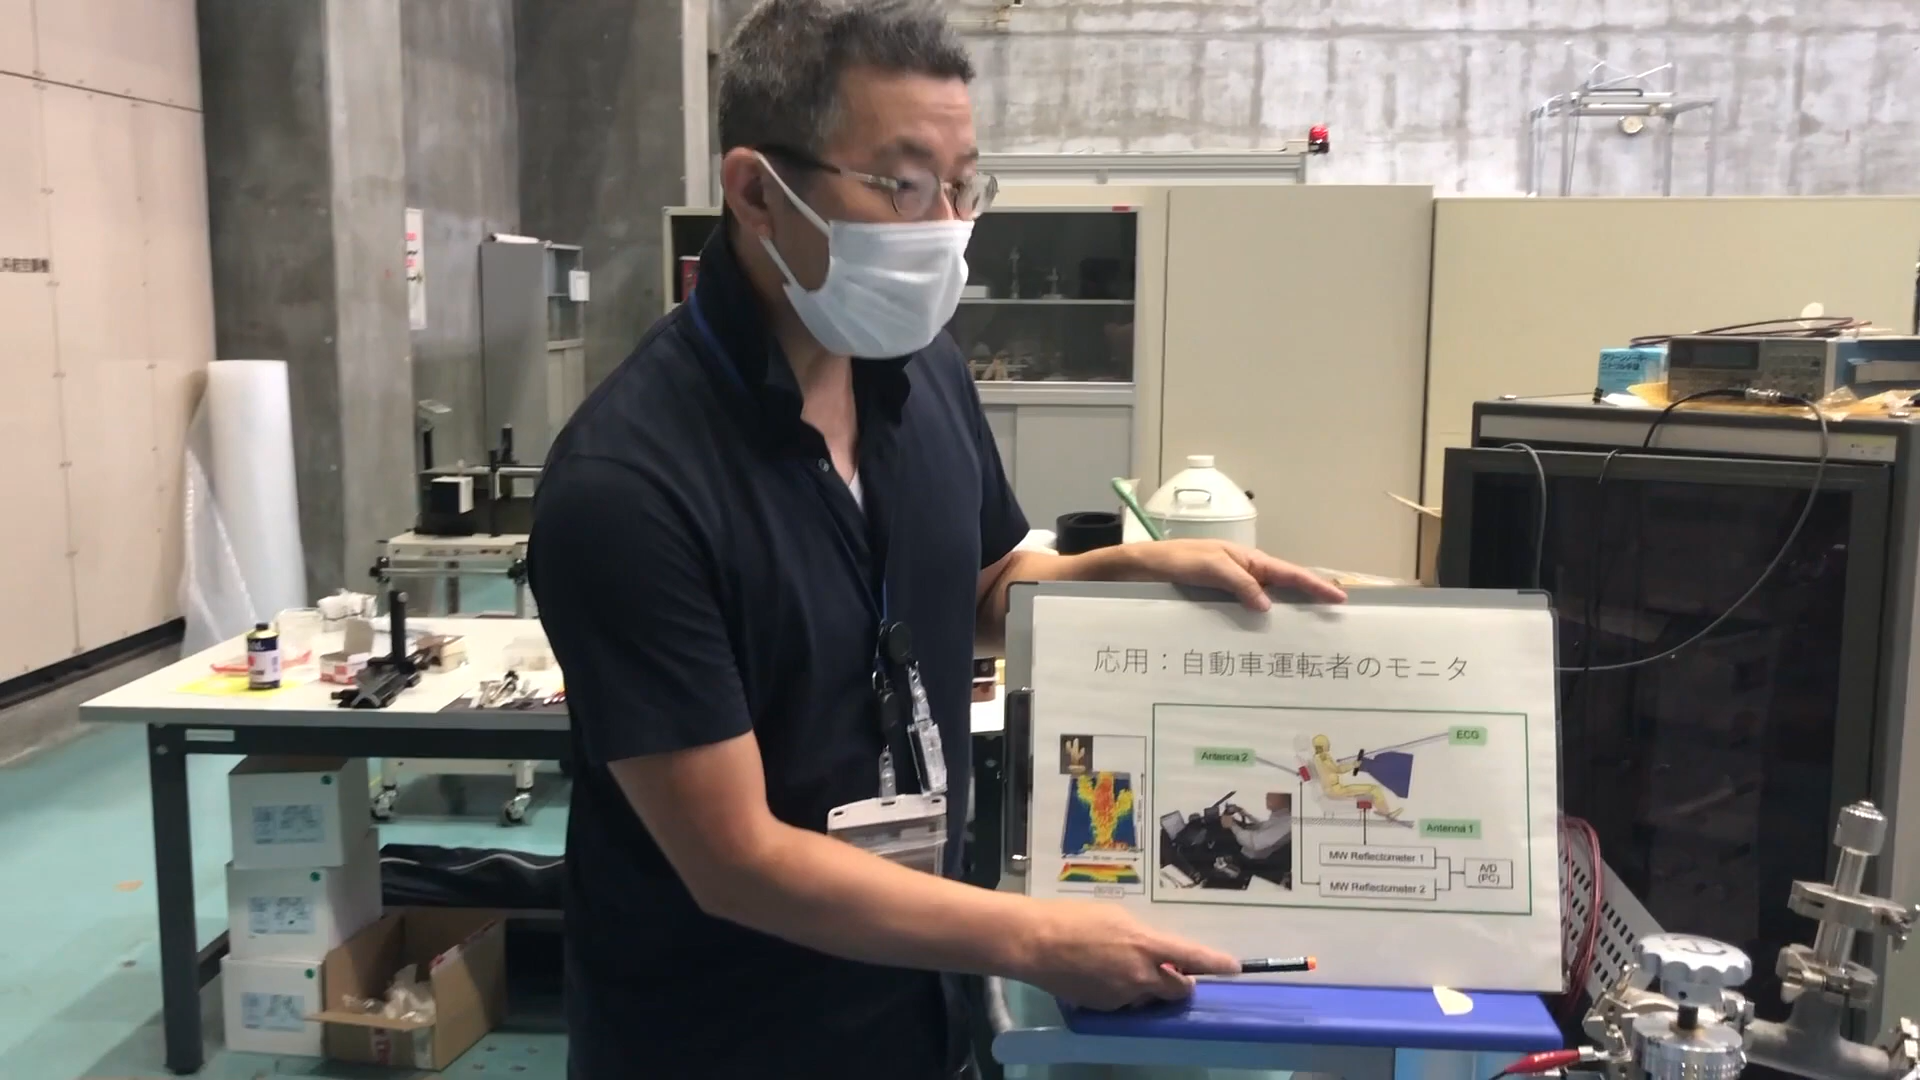 応用：自動車運転者のモニタ
ECG
Antenna 2
Antenna 1
MW Reflectometer 1
MW Reflectometer 2
A/D
(PC)